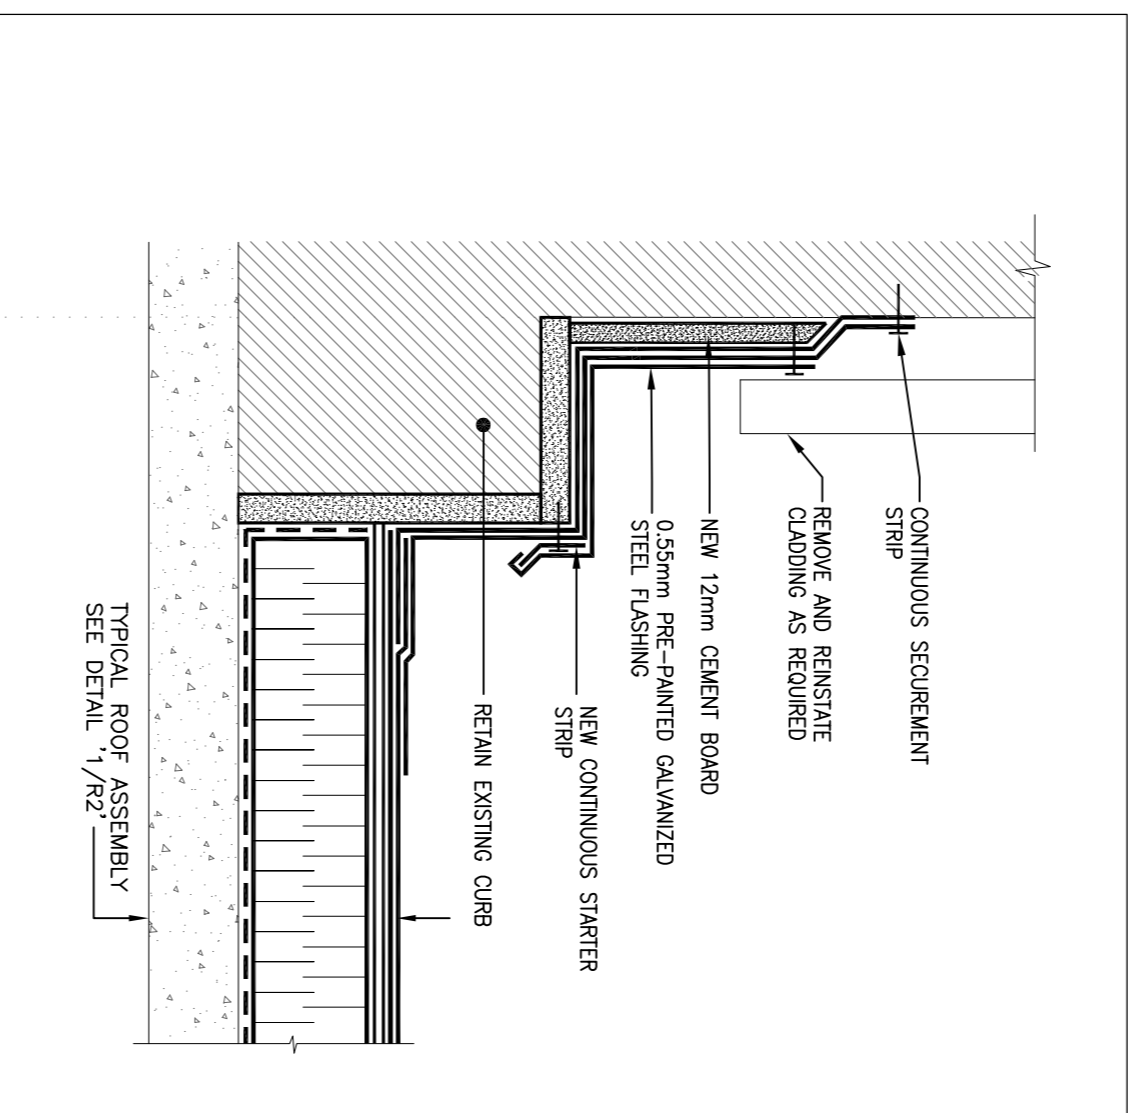 CONTINUOUS SECUREMENT
STRIP
REMOVE AND REINSTATE
CLADDING AS REQUIRED
NEW 12mm CEMENT BOARD
0.55mm PRE-PAINTED GALVANIZED
STEEL FLASHING
NEW CONTINUOUS STARTER
STRIP
RETAIN EXISTING CURB
TYPICAL ROOF ASSEMBLY
SEE DETAIL '1/R2'